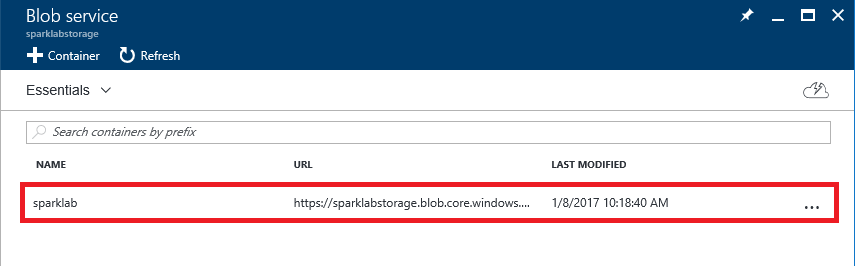 Blob service
sparklabstorage
Container Refresh
Essentials
Search containers by prefix
NAME URL LAST MODIFIED
sparklab https://sparklabstorage.blob.core.windows.... 1/8/2017 10:18:40 AM ...